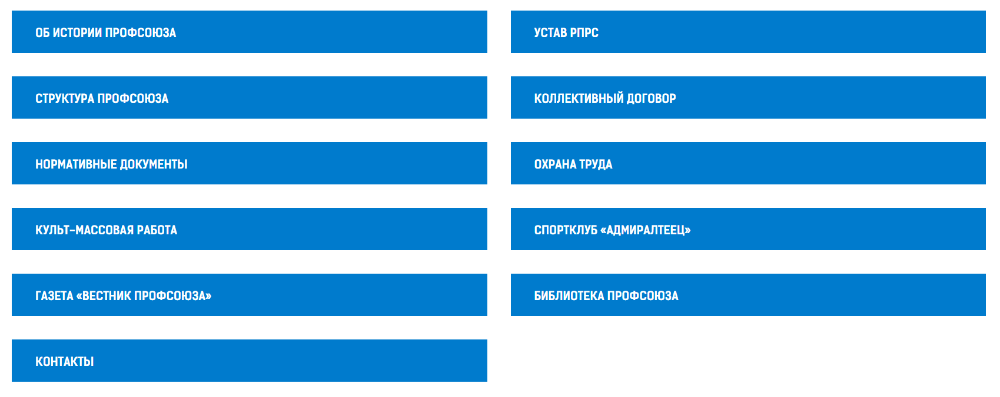 ОБ ИСТОРИИ ПРОФСОЮЗА
УСТАВ РПРС
СТРУКТУРА ПРОФСОЮЗА
КОЛЛЕКТИВНЫЙ ДОГОВОР
НОРМАТИВНЫЕ ДОКУМЕНТЫ
ОХРАНА ТРУДА
КУЛЬТ-МАССОВАЯ РАБОТА
СПОРТКЛУБ «АДМИРАЛТЕЕЦ»
ГАЗЕТА «ВЕСТНИК ПРОФСОЮЗА»
БИБЛИОТЕКА ПРОФСОЮЗА
КОНТАКТЫ